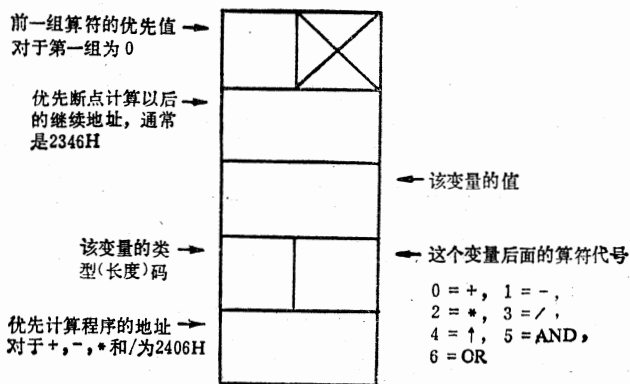 前一组算符的优先值
对于第一组为0
优先断点计算以后
的继续地址，通常
是2346H
该变量的值
该变量的类
型(长度)码
这个变量后面的算符代号
0 = +， 1 = -，
2 = *， 3 = /，
4 = ↑， 5 = AND，
6 = OR
优先计算程序的地址
对于+，-，*和/为2406H